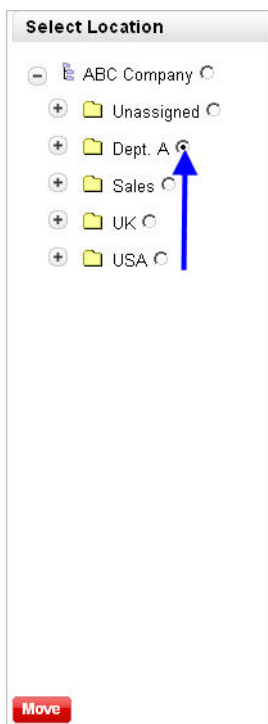 Select Location
ABC Company
Unassigned
Dept. A
Sales
UK
USA
Move